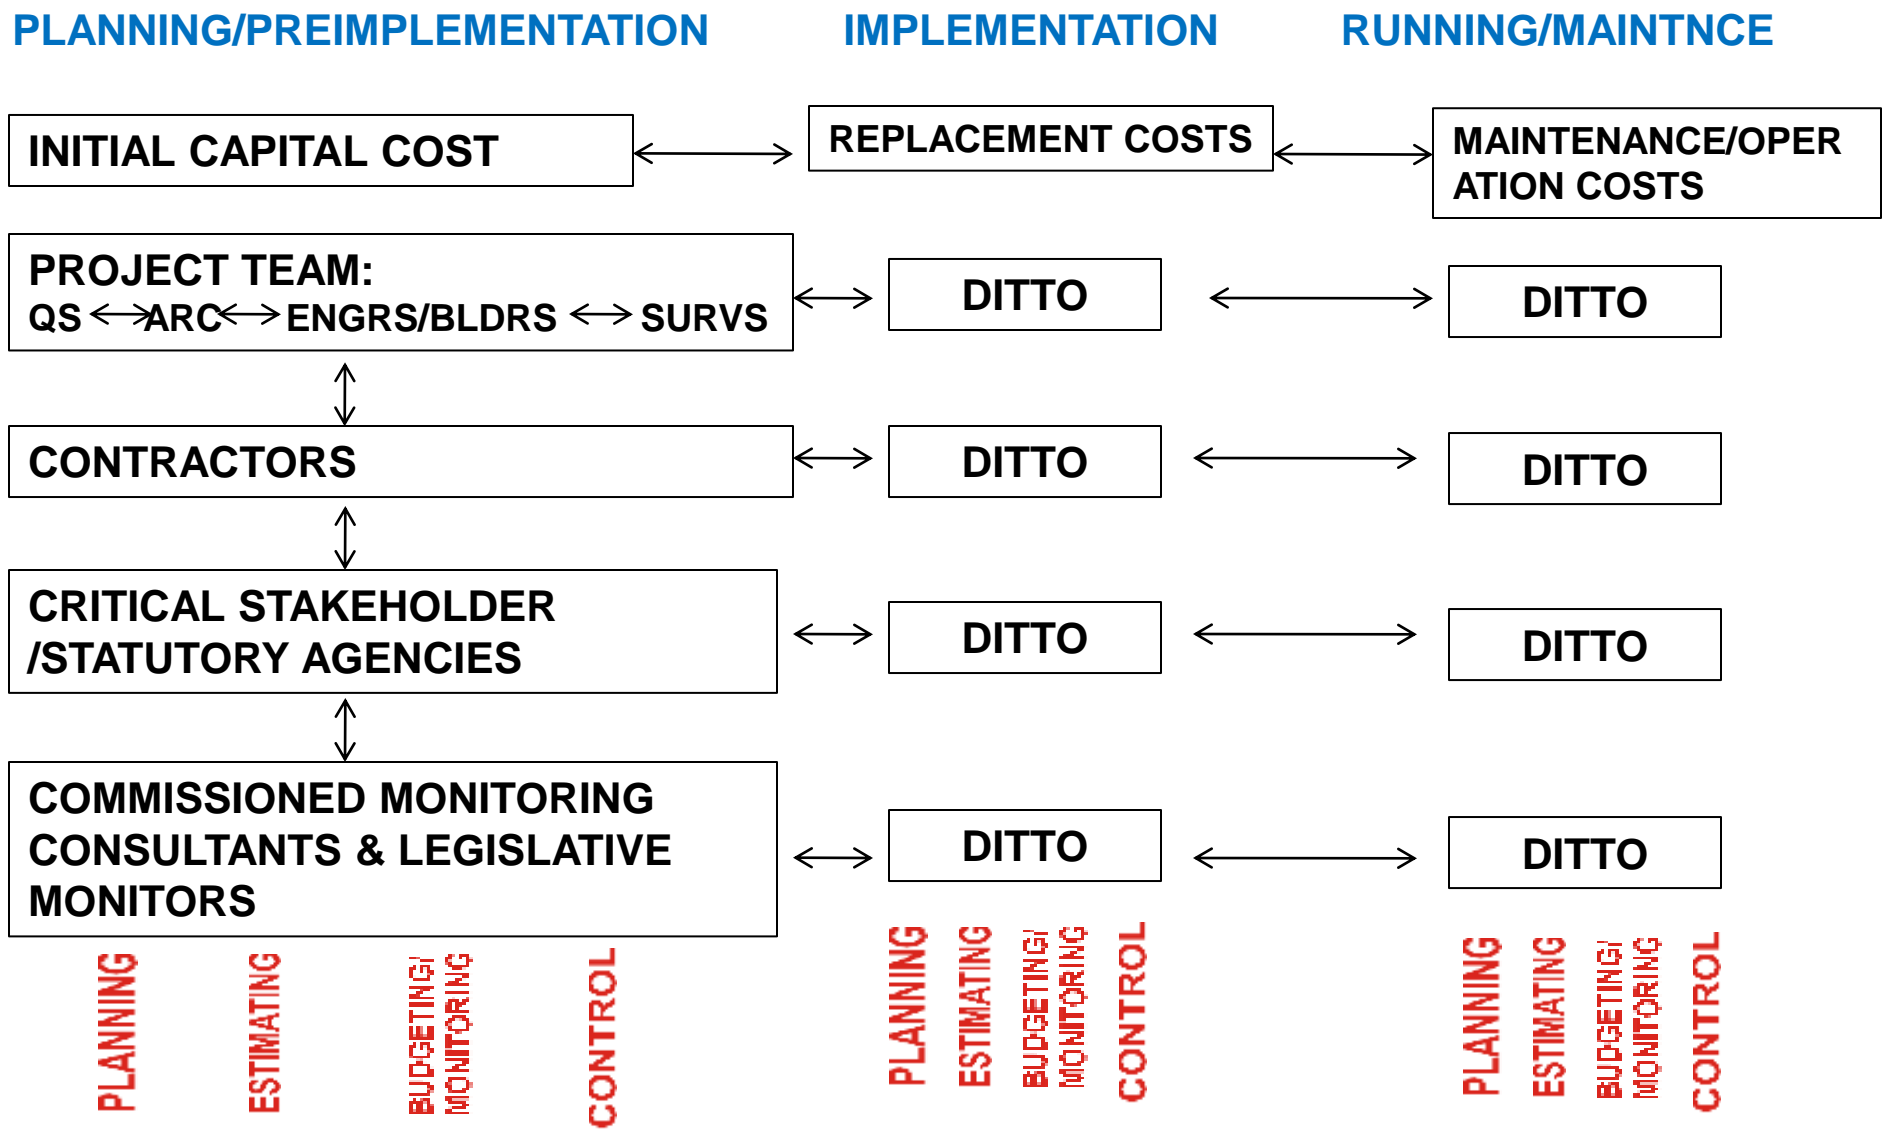 PLANNING/PREIMPLEMENTATION
IMPLEMENTATION
RUNNING/MAINTNCE
INITIAL CAPITAL COST
REPLACEMENT COSTS
MAINTENANCE/OPER
ATION COSTS
PROJECT TEAM:
QS ARC ENGRS/BLDRS SURVS
DITTO
DITTO
CONTRACTORS
DITTO
DITTO
CRITICAL STAKEHOLDER
/STATUTORY AGENCIES
DITTO
DITTO
COMMISSIONED MONITORING
CONSULTANTS & LEGISLATIVE
MONITORS
DITTO
DITTO
PLANNING
ESTIMATING
BUDGETING/
MONITORING
CONTROL
PLANNING
ESTIMATING
BUDGETING/
MONITORING
CONTROL
PLANNING
ESTIMATING
BUDGETING/
MONITORING
CONTROL